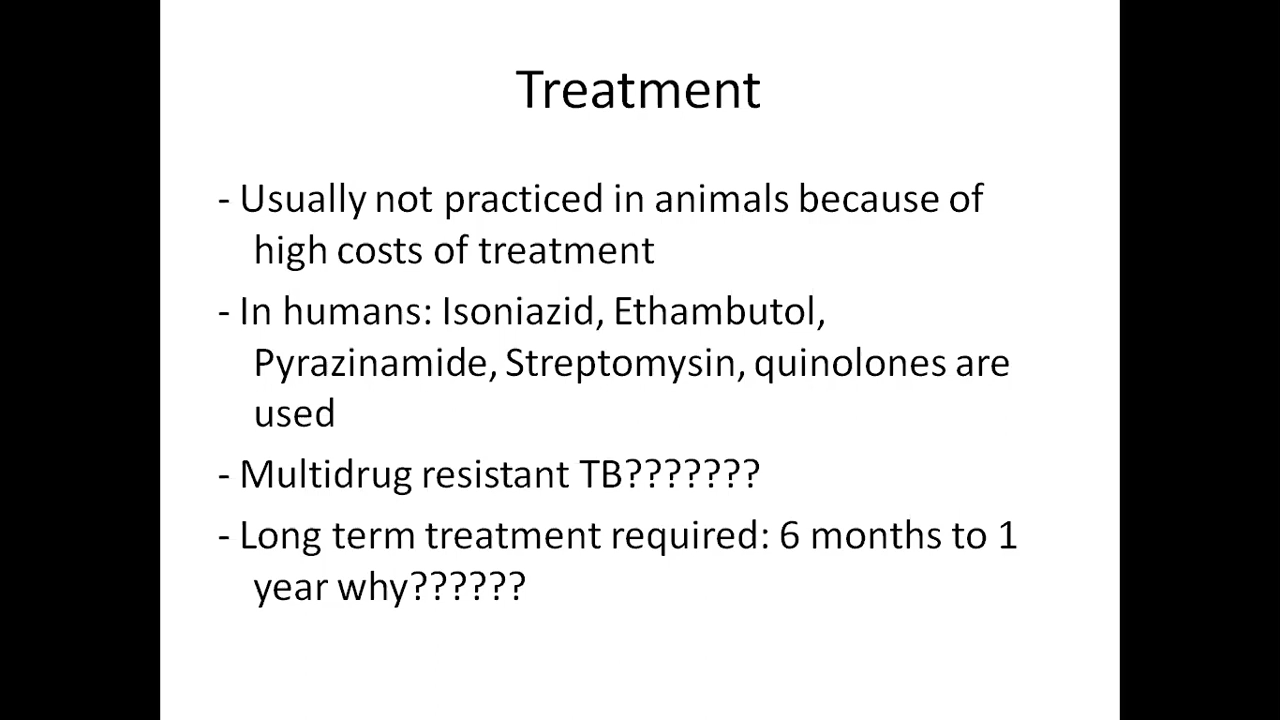 Treatment
- Usually not practiced in animals because of
high costs of treatment
- In humans: Isoniazid, Ethambutol,
Pyrazinamide, Streptomysin, quinolones are
used
- Multidrug resistant TB???????
- Long term treatment required: 6 months to 1
year why??????